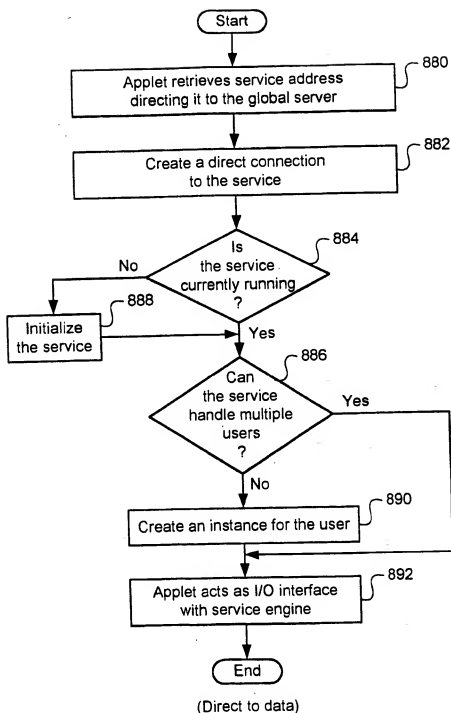 Start
Applet retrieves service address
directing it to the global server
880
Create a direct connection
to the service
882
Is
the service
currently running
?
884
No
888
Initialize
the service
Yes
886
Can
the service
handle multiple
users
?
Yes
No
Create an instance for the user
890
Applet acts as I/O interface
with service engine
892
End
(Direct to data)